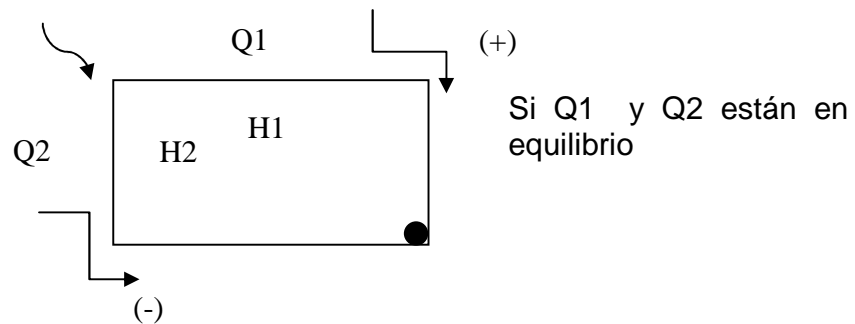 Q1
(+)
Si Q1 y Q2 están en
equilibrio
H1
Q2
H2
(-)